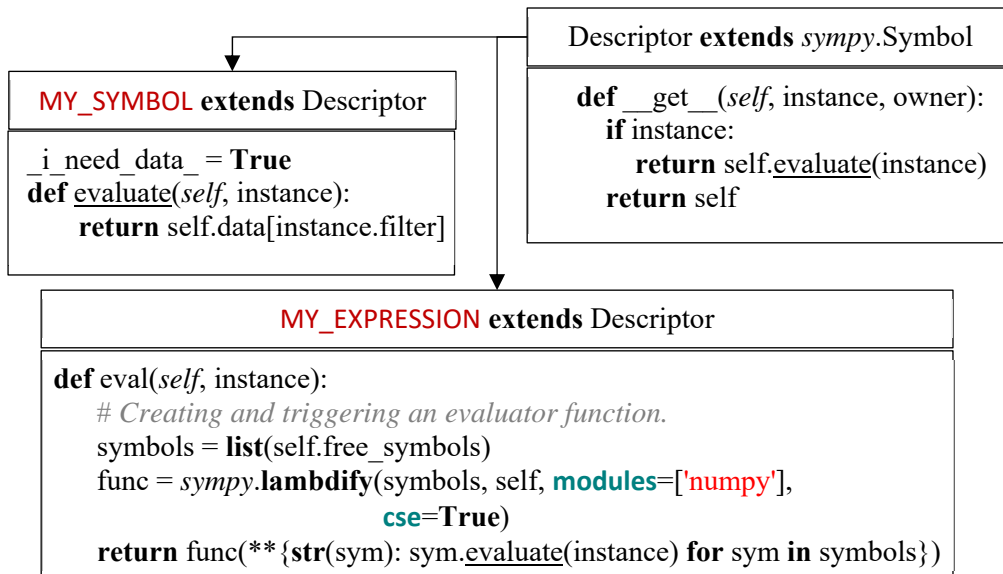 Descriptor extends sympy.Symbol
def __get__(self, instance, owner):
if instance:
return self.evaluate(instance)
return self
MY_SYMBOL extends Descriptor
_i_need_data_ = True
def evaluate(self, instance):
return self.data[instance.filter]
MY_EXPRESSION extends Descriptor
def eval(self, instance):
# Creating and triggering an evaluator function.
symbols = list(self.free_symbols)
func = sympy.lambdify(symbols, self, modules=['numpy'],
cse=True)
return func(**{str(sym): sym.evaluate(instance) for sym in symbols})